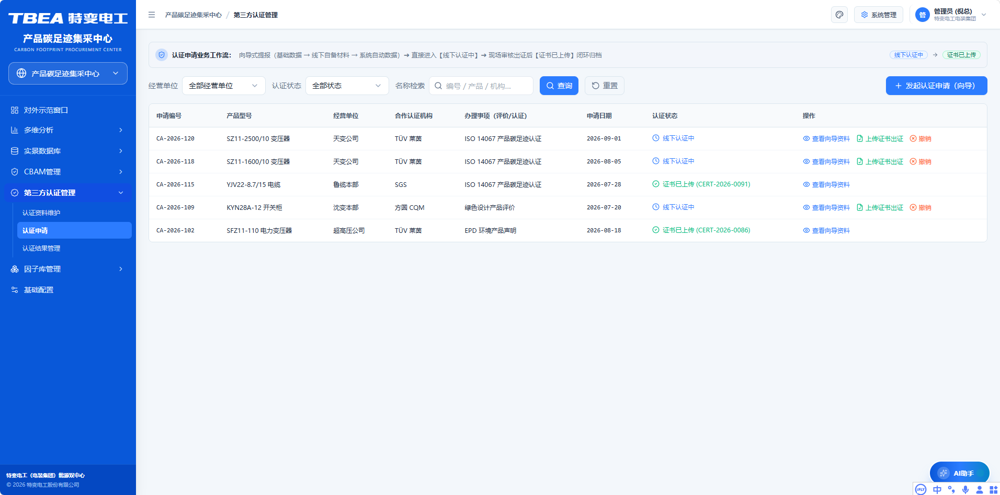 TBEA 特变电工
产品碳足迹集采中心
CARBON FOOTPRINT PROCUREMENT CENTER
产品碳足迹集采中心
对外示范窗口
多维分析
实景数据库
CBAM管理
第三方认证管理
认证资料维护
认证申请
认证结果管理
因子库管理
基础配置
特变电工（电装集团）能源双中心
© 2026 特变电工股份有限公司
产品碳足迹集采中心 / 第三方认证管理
系统管理
管
管理员 (倪总)
特变电工电装集团
认证申请业务工作流： 向导式提报（基础数据 → 线下自备材料 → 系统自动数据）➔ 直接进入【线下认证中】➔ 现场审核出证后【证书已上传】闭环归档
线下认证中 → 证书已上传
经营单位 全部经营单位 认证状态 全部状态 名称检索 编号 / 产品 / 机构... 查询 重置 发起认证申请（向导）
申请编号 产品型号 经营单位 合作认证机构 办理事项（评价/认证） 申请日期 认证状态 操作
CA-2026-120 SZ11-2500/10 变压器 天变公司 TÜV 莱茵 ISO 14067 产品碳足迹认证 2026-09-01 线下认证中 查看向导资料 上传证书出证 撤销
CA-2026-118 SZ11-1600/10 变压器 天变公司 TÜV 莱茵 ISO 14067 产品碳足迹认证 2026-08-05 线下认证中 查看向导资料 上传证书出证 撤销
CA-2026-115 YJV22-8.7/15 电缆 鲁缆本部 SGS ISO 14067 产品碳足迹认证 2026-07-28 证书已上传 (CERT-2026-0091) 查看向导资料
CA-2026-109 KYN28A-12 开关柜 沈变本部 方圆 CQM 绿色设计产品评价 2026-07-20 线下认证中 查看向导资料 上传证书出证 撤销
CA-2026-102 SFZ11-110 电力变压器 超高压公司 TÜV 莱茵 EPD 环境产品声明 2026-08-18 证书已上传 (CERT-2026-0086) 查看向导资料
AI助手
iFLY 中